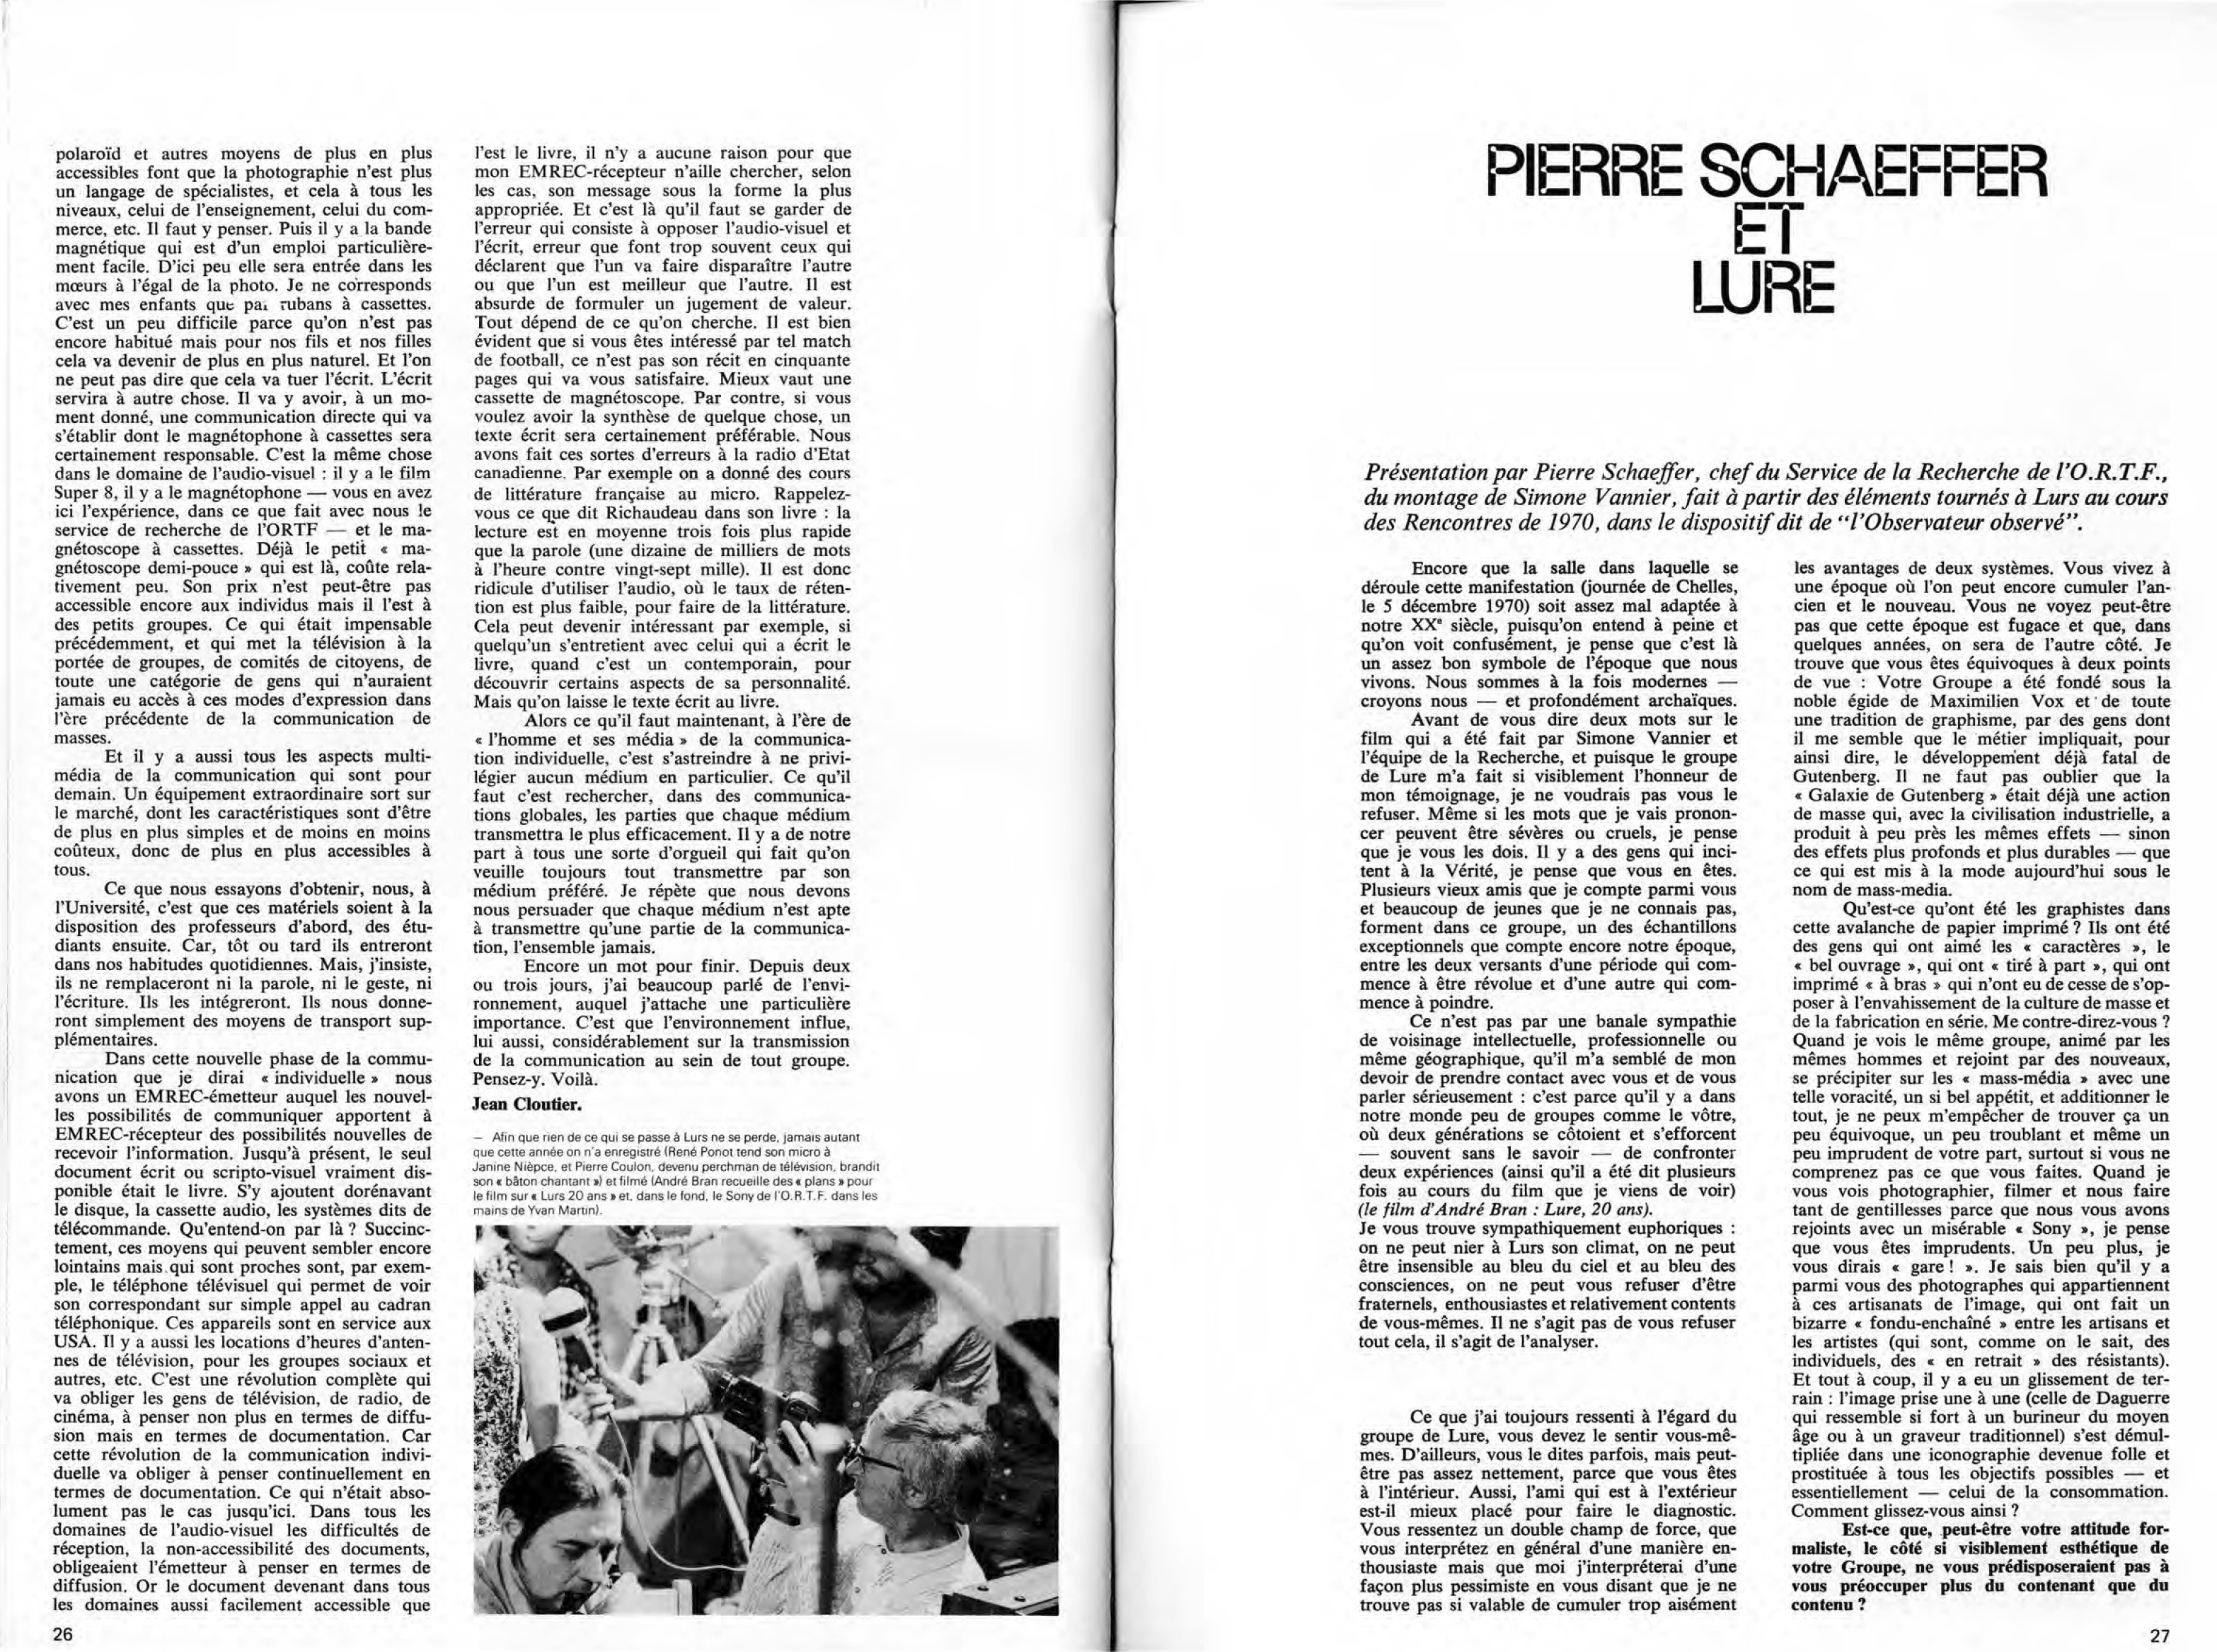 polaroïd et autres moyens de plus en plus
accessibles font que la photographie n'est plus
un langage de spécialistes, et cela à tous les
niveaux, celui de l'enseignement, celui du com-
merce, etc. Il faut y penser. Puis il y a la bande
magnétique qui est d'un emploi particulière-
ment facile. D'ici peu elle sera entrée dans les
mœurs à l'égal de la photo. Je ne corresponds
avec mes enfants que par rubans à cassettes.
C'est un peu difficile parce qu'on n'est pas
encore habitué mais pour nos fils et nos filles
cela va devenir de plus en plus naturel. Et l'on
ne peut pas dire que cela va tuer l'écrit. L'écrit
servira à autre chose. Il va y avoir, à un mo-
ment donné, une communication directe qui va
s'établir dont le magnétophone à cassettes sera
certainement responsable. C'est la même chose
dans le domaine de l'audio-visuel : il y a le film
Super 8, il y a le magnétophone — vous en avez
ici l'expérience, dans ce que fait avec nous le
service de recherche de l'ORTF — et le ma-
gnétoscope à cassettes. Déjà le petit « ma-
gnétoscope demi-pouce » qui est là, coûte rela-
tivement peu. Son prix n'est peut-être pas
accessible encore aux individus mais il l'est à
des petits groupes. Ce qui était impensable
précédemment, et qui met la télévision à la
portée de groupes, de comités de citoyens, de
toute une catégorie de gens qui n'auraient
jamais eu accès à ces modes d'expression dans
l'ère précédente de la communication de
masses.
Et il y a aussi tous les aspects multi-
média de la communication qui sont pour
demain. Un équipement extraordinaire sort sur
le marché, dont les caractéristiques sont d'être
de plus en plus simples et de moins en moins
coûteux, donc de plus en plus accessibles à
tous.
Ce que nous essayons d'obtenir, nous, à
l'Université, c'est que ces matériels soient à la
disposition des professeurs d'abord, des étu-
diants ensuite. Car, tôt ou tard ils entreront
dans nos habitudes quotidiennes. Mais, j'insiste,
ils ne remplaceront ni la parole, ni le geste, ni
l'écriture. Ils les intégreront. Ils nous donne-
ront simplement des moyens de transport sup-
plémentaires.
Dans cette nouvelle phase de la commu-
nication que je dirai « individuelle » nous
avons un EMREC-émetteur auquel les nouvel-
les possibilités de communiquer apportent à
EMREC-récepteur des possibilités nouvelles de
recevoir l'information. Jusqu'à présent, le seul
document écrit ou scripto-visuel vraiment dis-
ponible était le livre. S'y ajoutent dorénavant
le disque, la cassette audio, les systèmes dits de
télécommande. Qu'entend-on par là ? Succinc-
tement, ces moyens qui peuvent sembler encore
lointains mais qui sont proches sont, par exem-
ple, le téléphone télévisuel qui permet de voir
son correspondant sur simple appel au cadran
téléphonique. Ces appareils sont en service aux
USA. Il y a aussi les locations d'heures d'anten-
nes de télévision, pour les groupes sociaux et
autres, etc. C'est une révolution complète qui
va obliger les gens de télévision, de radio, de
cinéma, à penser non plus en termes de diffu-
sion mais en termes de documentation. Car
cette révolution de la communication indivi-
duelle va obliger à penser continuellement en
termes de documentation. Ce qui n'était abso-
lument pas le cas jusqu'ici. Dans tous les
domaines de l'audio-visuel les difficultés de
réception, la non-accessibilité des documents,
obligeaient l'émetteur à penser en termes de
diffusion. Or le document devenant dans tous
les domaines aussi facilement accessible que
26
l'est le livre, il n'y a aucune raison pour que
mon EMREC-récepteur n'aille chercher, selon
les cas, son message sous la forme la plus
appropriée. Et c'est là qu'il faut se garder de
l'erreur qui consiste à opposer l'audio-visuel et
l'écrit, erreur que font trop souvent ceux qui
déclarent que l'un va faire disparaître l'autre
ou que l'un est meilleur que l'autre. Il est
absurde de formuler un jugement de valeur.
Tout dépend de ce qu'on cherche. Il est bien
évident que si vous êtes intéressé par tel match
de football, ce n'est pas son récit en cinquante
pages qui va vous satisfaire. Mieux vaut une
cassette de magnétoscope. Par contre, si vous
voulez avoir la synthèse de quelque chose, un
texte écrit sera certainement préférable. Nous
avons fait ces sortes d'erreurs à la radio d'Etat
canadienne. Par exemple on a donné des cours
de littérature française au micro. Rappelez-
vous ce que dit Richaudeau dans son livre : la
lecture est en moyenne trois fois plus rapide
que la parole (une dizaine de milliers de mots
à l'heure contre vingt-sept mille). Il est donc
ridicule d'utiliser l'audio, où le taux de réten-
tion est plus faible, pour faire de la littérature.
Cela peut devenir intéressant par exemple, si
quelqu'un s'entretient avec celui qui a écrit le
livre, quand c'est un contemporain, pour
découvrir certains aspects de sa personnalité.
Mais qu'on laisse le texte écrit au livre.
Alors ce qu'il faut maintenant, à l'ère de
« l'homme et ses média » de la communica-
tion individuelle, c'est s'astreindre à ne privi-
légier aucun médium en particulier. Ce qu'il
faut c'est rechercher, dans des communica-
tions globales, les parties que chaque médium
transmettra le plus efficacement. Il y a de notre
part à tous une sorte d'orgueil qui fait qu'on
veuille toujours tout transmettre par son
médium préféré. Je répète que nous devons
nous persuader que chaque médium n'est apte
à transmettre qu'une partie de la communica-
tion, l'ensemble jamais.
Encore un mot pour finir. Depuis deux
ou trois jours, j'ai beaucoup parlé de l'envi-
ronnement, auquel j'attache une particulière
importance. C'est que l'environnement influe,
lui aussi, considérablement sur la transmission
de la communication au sein de tout groupe.
Pensez-y. Voilà.
Jean Cloutier.
— Afin que rien de ce qui se passe à Lurs ne se perde, jamais autant
que cette année on n'a enregistré (René Ponot tend son micro à
Janine Nièpce, et Pierre Coulon, devenu perchman de télévision, brandit
son « bâton chantant ») et filmé (André Bran recueille des « plans » pour
le film sur « Lurs 20 ans » et, dans le fond, le Sony de l'O.R.T.F. dans les
mains de Yvan Martin).
PIERRE SCHAEFFER
ET
LURE
Présentation par Pierre Schaeffer, chef du Service de la Recherche de l'O.R.T.F.,
du montage de Simone Vannier, fait à partir des éléments tournés à Lurs au cours
des Rencontres de 1970, dans le dispositif dit de “l'Observateur observé”.
Encore que la salle dans laquelle se
déroule cette manifestation (journée de Chelles,
le 5 décembre 1970) soit assez mal adaptée à
notre XXe siècle, puisqu'on entend à peine et
qu'on voit confusément, je pense que c'est là
un assez bon symbole de l'époque que nous
vivons. Nous sommes à la fois modernes —
croyons nous — et profondément archaïques.
Avant de vous dire deux mots sur le
film qui a été fait par Simone Vannier et
l'équipe de la Recherche, et puisque le groupe
de Lure m'a fait si visiblement l'honneur de
mon témoignage, je ne voudrais pas vous le
refuser. Même si les mots que je vais pronon-
cer peuvent être sévères ou cruels, je pense
que je vous les dois. Il y a des gens qui inci-
tent à la Vérité, je pense que vous en êtes.
Plusieurs vieux amis que je compte parmi vous
et beaucoup de jeunes que je ne connais pas,
forment dans ce groupe, un des échantillons
exceptionnels que compte encore notre époque,
entre les deux versants d'une période qui com-
mence à être révolue et d'une autre qui com-
mence à poindre.
Ce n'est pas par une banale sympathie
de voisinage intellectuelle, professionnelle ou
même géographique, qu'il m'a semblé de mon
devoir de prendre contact avec vous et de vous
parler sérieusement : c'est parce qu'il y a dans
notre monde peu de groupes comme le vôtre,
où deux générations se côtoient et s'efforcent
— souvent sans le savoir — de confronter
deux expériences (ainsi qu'il a été dit plusieurs
fois au cours du film que je viens de voir)
(le film d'André Bran : Lure, 20 ans).
Je vous trouve sympathiquement euphoriques :
on ne peut nier à Lurs son climat, on ne peut
être insensible au bleu du ciel et au bleu des
consciences, on ne peut vous refuser d'être
fraternels, enthousiastes et relativement contents
de vous-mêmes. Il ne s'agit pas de vous refuser
tout cela, il s'agit de l'analyser.
Ce que j'ai toujours ressenti à l'égard du
groupe de Lure, vous devez le sentir vous-mê-
mes. D'ailleurs, vous le dites parfois, mais peut-
être pas assez nettement, parce que vous êtes
à l'intérieur. Aussi, l'ami qui est à l'extérieur
est-il mieux placé pour faire le diagnostic.
Vous ressentez un double champ de force, que
vous interprétez en général d'une manière en-
thousiaste mais que moi j'interpréterai d'une
façon plus pessimiste en vous disant que je ne
trouve pas si valable de cumuler trop aisément
les avantages de deux systèmes. Vous vivez à
une époque où l'on peut encore cumuler l'an-
cien et le nouveau. Vous ne voyez peut-être
pas que cette époque est fugace et que, dans
quelques années, on sera de l'autre côté. Je
trouve que vous êtes équivoques à deux points
de vue : Votre Groupe a été fondé sous la
noble égide de Maximilien Vox et de toute
une tradition de graphisme, par des gens dont
il me semble que le métier impliquait, pour
ainsi dire, le développement déjà fatal de
Gutenberg. Il ne faut pas oublier que la
« Galaxie de Gutenberg » était déjà une action
de masse qui, avec la civilisation industrielle, a
produit à peu près les mêmes effets — sinon
des effets plus profonds et plus durables — que
ce qui est mis à la mode aujourd'hui sous le
nom de mass-media.
Qu'est-ce qu'ont été les graphistes dans
cette avalanche de papier imprimé ? Ils ont été
des gens qui ont aimé les « caractères », le
« bel ouvrage », qui ont « tiré à part », qui ont
imprimé « à bras » qui n'ont eu de cesse de s'op-
poser à l'envahissement de la culture de masse et
de la fabrication en série. Me contre-direz-vous ?
Quand je vois le même groupe, animé par les
mêmes hommes et rejoint par des nouveaux,
se précipiter sur les « mass-média » avec une
telle voracité, un si bel appétit, et additionner le
tout, je ne peux m'empêcher de trouver ça un
peu équivoque, un peu troublant et même un
peu imprudent de votre part, surtout si vous ne
comprenez pas ce que vous faites. Quand je
vous vois photographier, filmer et nous faire
tant de gentillesses parce que nous vous avons
rejoints avec un misérable « Sony », je pense
que vous êtes imprudents. Un peu plus, je
vous dirais « gare ! ». Je sais bien qu'il y a
parmi vous des photographes qui appartiennent
à ces artisanats de l'image, qui ont fait un
bizarre « fondu-enchaîné » entre les artisans et
les artistes (qui sont, comme on le sait, des
individuels, des « en retrait » des résistants).
Et tout à coup, il y a eu un glissement de ter-
rain : l'image prise une à une (celle de Daguerre
qui ressemble si fort à un burineur du moyen
âge ou à un graveur traditionnel) s'est démul-
tipliée dans une iconographie devenue folle et
prostituée à tous les objectifs possibles — et
essentiellement — celui de la consommation.
Comment glissez-vous ainsi ?
Est-ce que, peut-être votre attitude for-
maliste, le côté si visiblement esthétique de
votre Groupe, ne vous prédisposeraient pas à
vous préoccuper plus du contenant que du
contenu ?
27